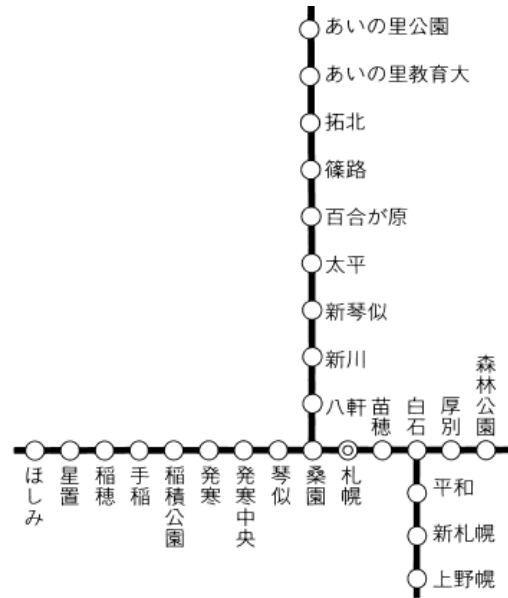 あいの里公園
あいの里教育大
拓北
篠路
百合が原
太平
新琴似
新川
八軒
苗穂
白石
厚別
森林公園
ほしみ
星置
稲穂
手稲
稲積公園
発寒
発寒中央
琴似
桑園
札幌
平和
新札幌
上野幌